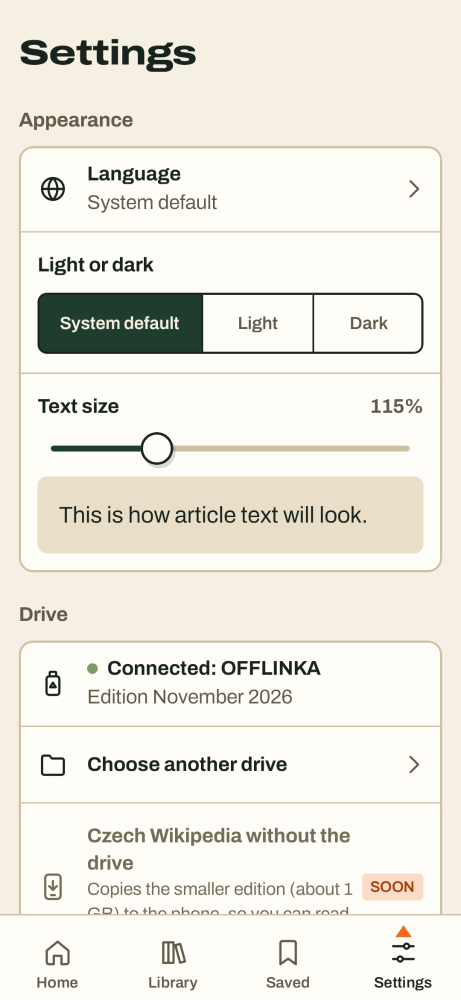 Settings
Appearance
Language
System default
Light or dark
System default
Light
Dark
Text size
115%
This is how article text will look.
Drive
Connected: OFFLINKA
Edition November 2026
Choose another drive
Czech Wikipedia without the
drive
Copies the smaller edition (about 1
SOON
GB) to the phone, so you can read
Home
Library
Saved
Settings